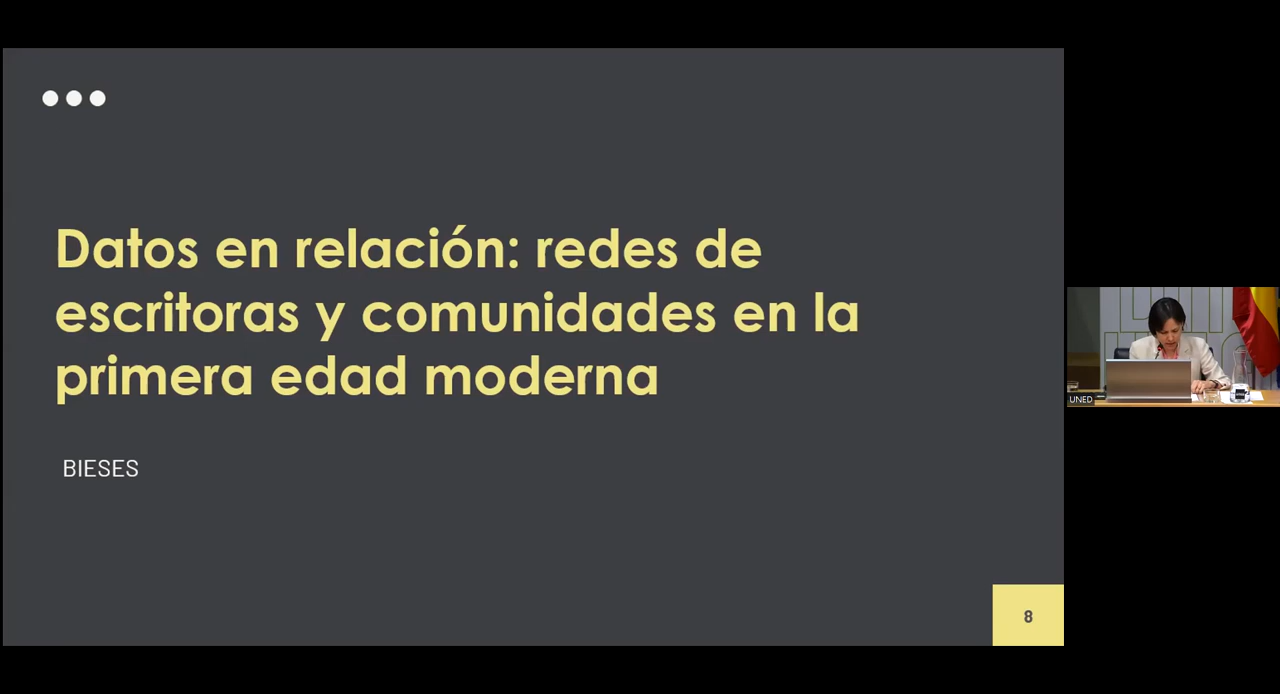 Datos en relación: redes de
escritoras y comunidades en la
primera edad moderna
BIESES
8
UNED